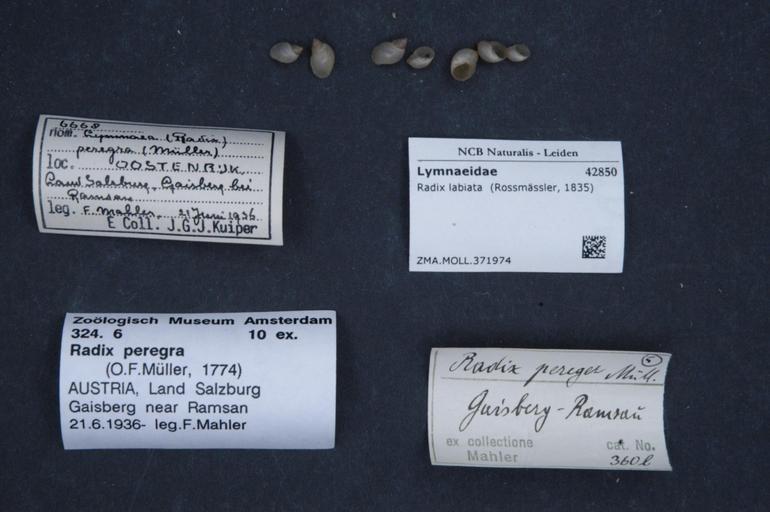 6668
nom. Lymnaea (Radix)
peregra (Müller)
loc. OOSTENRIJK
Land Salzburg, Gaisberg bei
Ramsau
leg. F. Mahler, 21 Juni 1936
E Coll. J.G.J. Kuiper
NCB Naturalis - Leiden
Lymnaeidae 42850
Radix labiata (Rossmässler, 1835)
ZMA.MOLL.371974
Zoölogisch Museum Amsterdam
324. 6 10 ex.
Radix peregra
(O.F.Müller, 1774)
AUSTRIA, Land Salzburg
Gaisberg near Ramsan
21.6.1936- leg.F.Mahler
5
Radix pereger Müll.
Gaisberg-Ramsau
ex collectione cat. No.
Mahler 360b